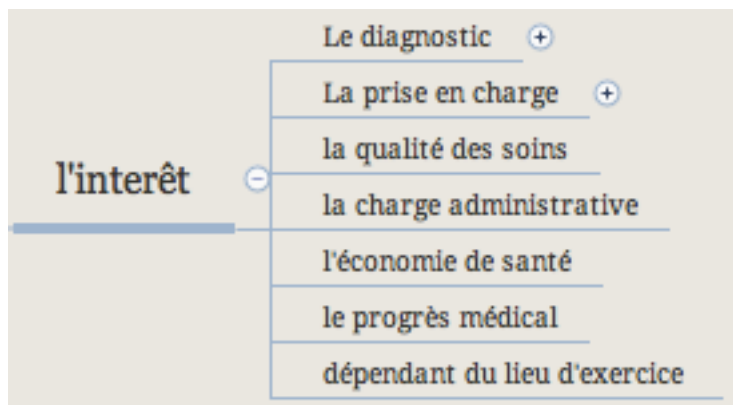 Le diagnostic
La prise en charge
la qualité des soins
l'interêt
la charge administrative
l'économie de santé
le progrès médical
dépendant du lieu d'exercice